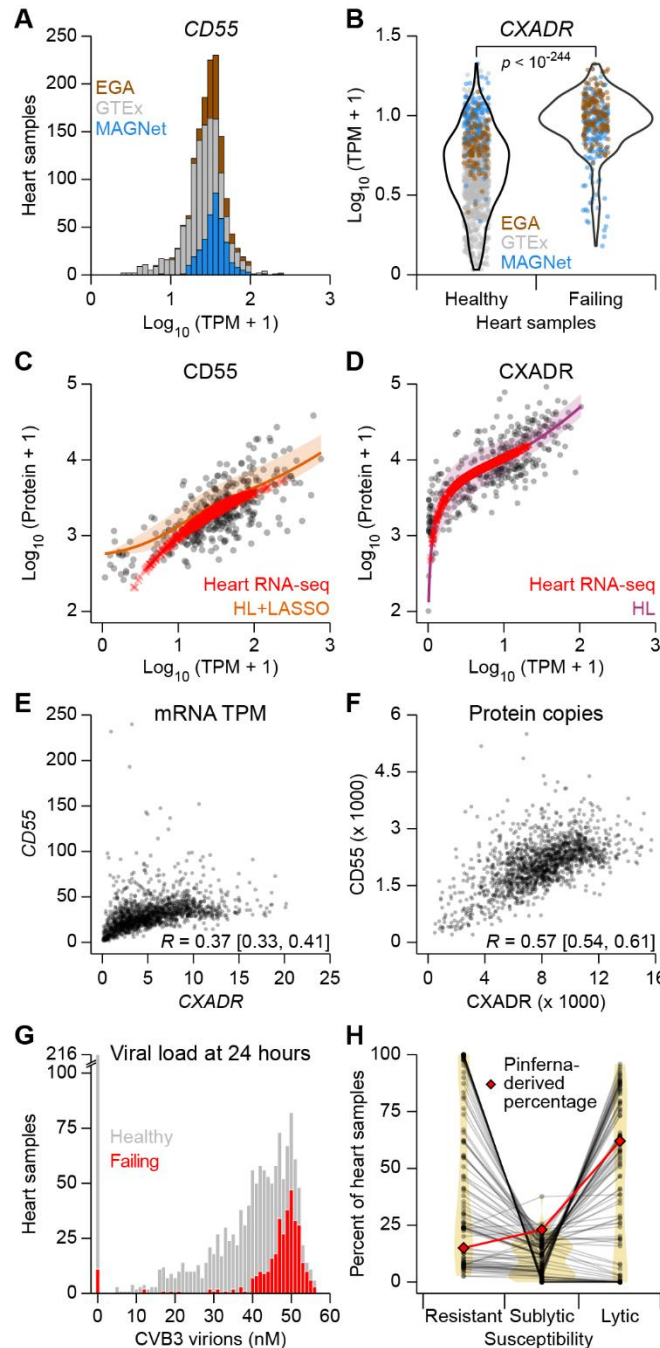 A
CD55
Heart samples
250
200
150
100
50
0
EGA
GTEx
MAGNet
0
1
2
3
Log10 (TPM + 1)
B
CXADR
p < 10-244
Log10 (TPM + 1)
1.5
1.0
0.5
0
EGA
GTEx
MAGNet
Healthy
Failing
Heart samples
C
CD55
Log10 (Protein + 1)
5
4
3
2
Heart RNA-seq
HL+LASSO
0
1
2
3
Log10 (TPM + 1)
D
CXADR
Log10 (Protein + 1)
5
4
3
2
Heart RNA-seq
HL
0
1
2
3
Log10 (TPM + 1)
E
mRNA TPM
CD55
250
200
150
100
50
0
R = 0.37 [0.33, 0.41]
0
5
10
15
20
25
CXADR
F
Protein copies
CD55 (x 1000)
6
4.5
3
1.5
0
R = 0.57 [0.54, 0.61]
0
4
8
12
16
CXADR (x 1000)
G
Viral load at 24 hours
Heart samples
216
100
75
50
25
0
Healthy
Failing
0
10
20
30
40
50
60
CVB3 virions (nM)
H
Percent of heart samples
100
75
50
25
0
Pinferna-
derived
percentage
Resistant
Sublytic
Lytic
Susceptibility